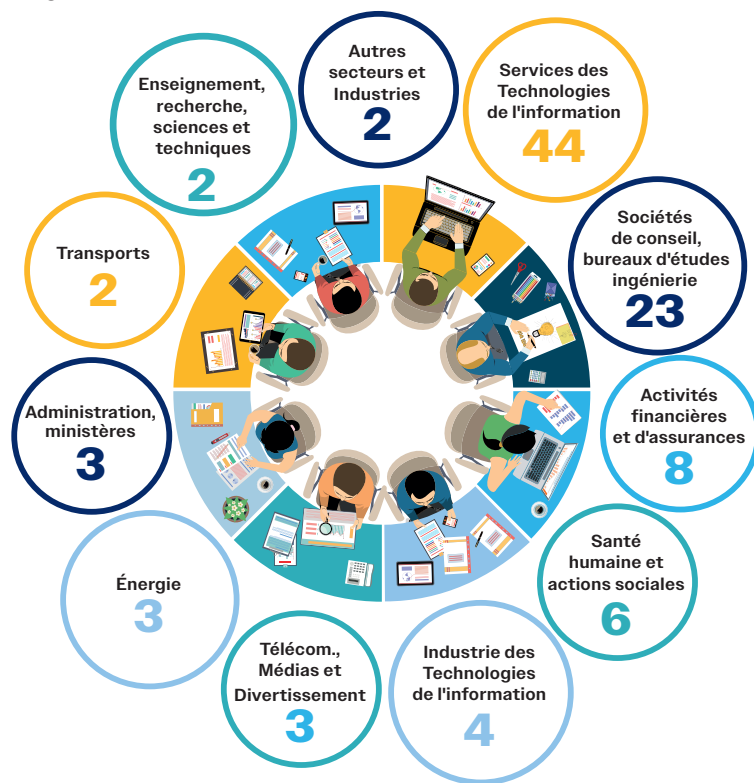 Autres
secteurs et
Industries
2
Services des
Technologies
de l'information
44
Sociétés
de conseil,
bureaux d'études
ingénierie
23
Activités
financières
et d'assurances
8
Santé
humaine et
actions sociales
6
Industrie des
Technologies
de l'information
4
Télécom.,
Médias et
Divertissement
3
Énergie
3
Administration,
ministères
3
Transports
2
Enseignement,
recherche,
sciences et
techniques
2